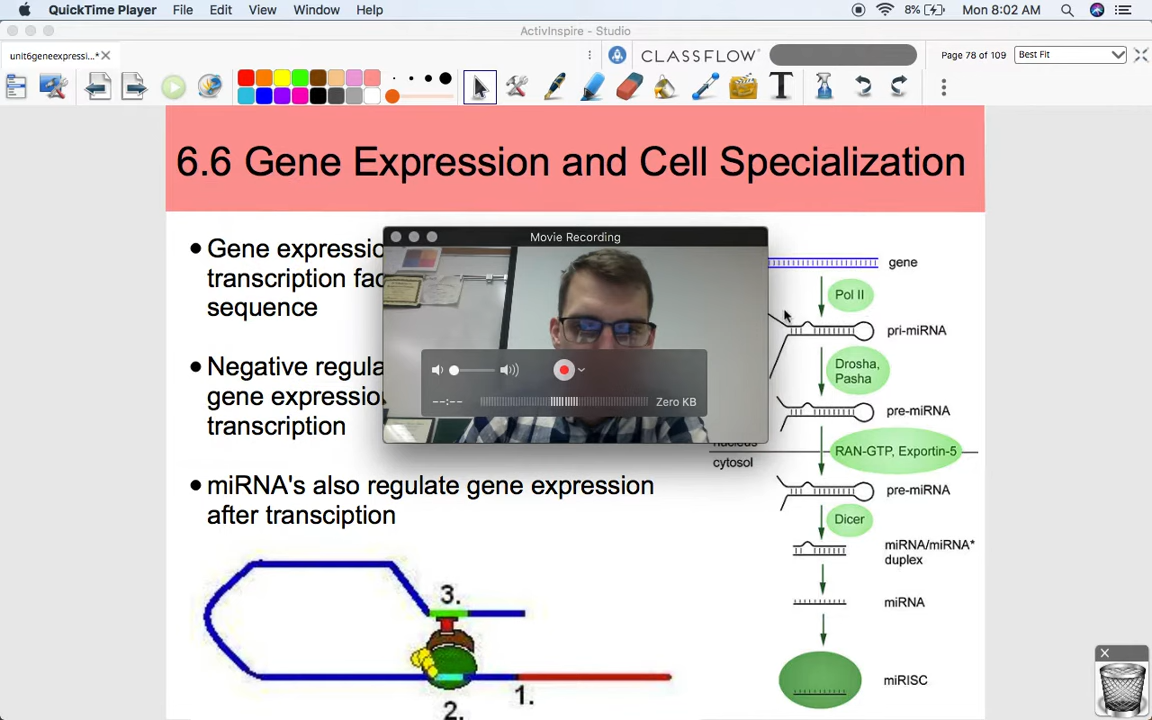 QuickTime Player File Edit View Window Help 8% Mon 8:02 AM
ActivInspire - Studio
unit6geneexpressi...*
CLASSFLOW
Page 78 of 109
Best Fit
6.6 Gene Expression and Cell Specialization
Movie Recording
--:--
Zero KB
• Gene expressio
transcription fac
sequence
• Negative regula
gene expressio
transcription
• miRNA's also regulate gene expression
after transciption
3.
1.
2.
gene
Pol II
pri-miRNA
Drosha,
Pasha
pre-miRNA
nucleus
RAN-GTP, Exportin-5
cytosol
pre-miRNA
Dicer
miRNA/miRNA*
duplex
miRNA
miRISC